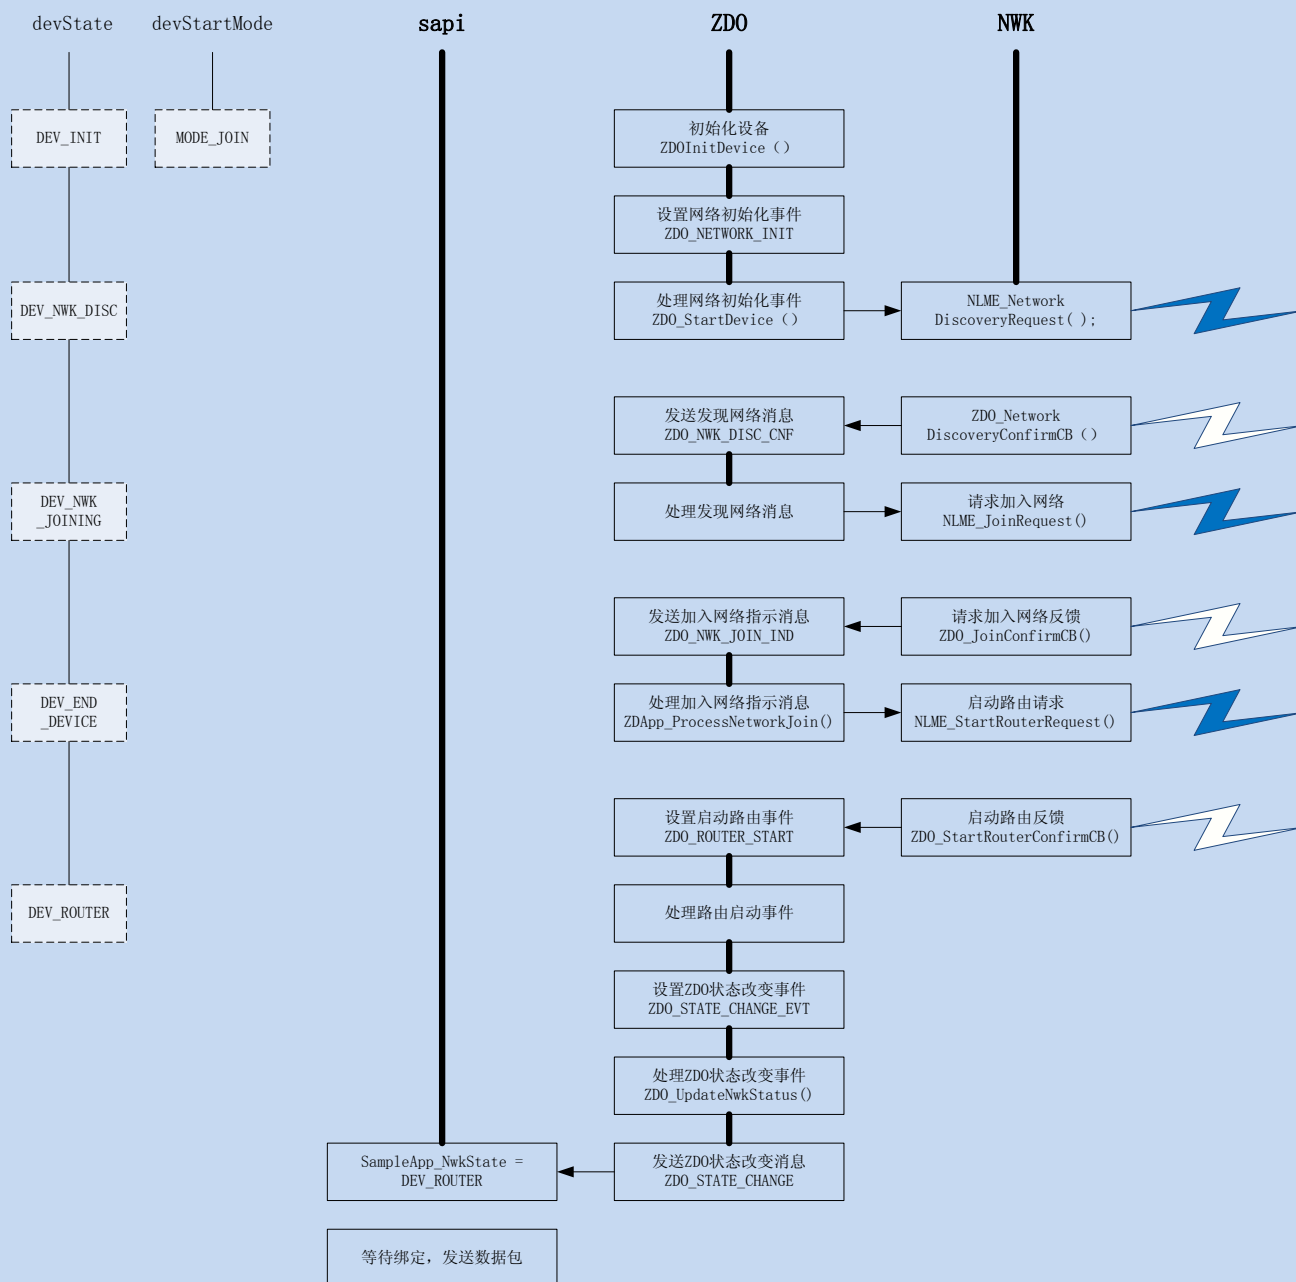 devState
devStartMode
sapi
ZDO
NWK
DEV_INIT
MODE_JOIN
初始化设备
ZDOInitDevice（）
设置网络初始化事件
ZDO_NETWORK_INIT
DEV_NWK_DISC
处理网络初始化事件
ZDO_StartDevice（）
NLME_Network
DiscoveryRequest( );
发送发现网络消息
ZDO_NWK_DISC_CNF
ZDO_Network
DiscoveryConfirmCB（）
DEV_NWK
_JOINING
处理发现网络消息
请求加入网络
NLME_JoinRequest()
发送加入网络指示消息
ZDO_NWK_JOIN_IND
请求加入网络反馈
ZDO_JoinConfirmCB()
DEV_END
_DEVICE
处理加入网络指示消息
ZDApp_ProcessNetworkJoin()
启动路由请求
NLME_StartRouterRequest()
设置启动路由事件
ZDO_ROUTER_START
启动路由反馈
ZDO_StartRouterConfirmCB()
DEV_ROUTER
处理路由启动事件
设置ZDO状态改变事件
ZDO_STATE_CHANGE_EVT
处理ZDO状态改变事件
ZDO_UpdateNwkStatus()
SampleApp_NwkState =
DEV_ROUTER
发送ZDO状态改变消息
ZDO_STATE_CHANGE
等待绑定，发送数据包